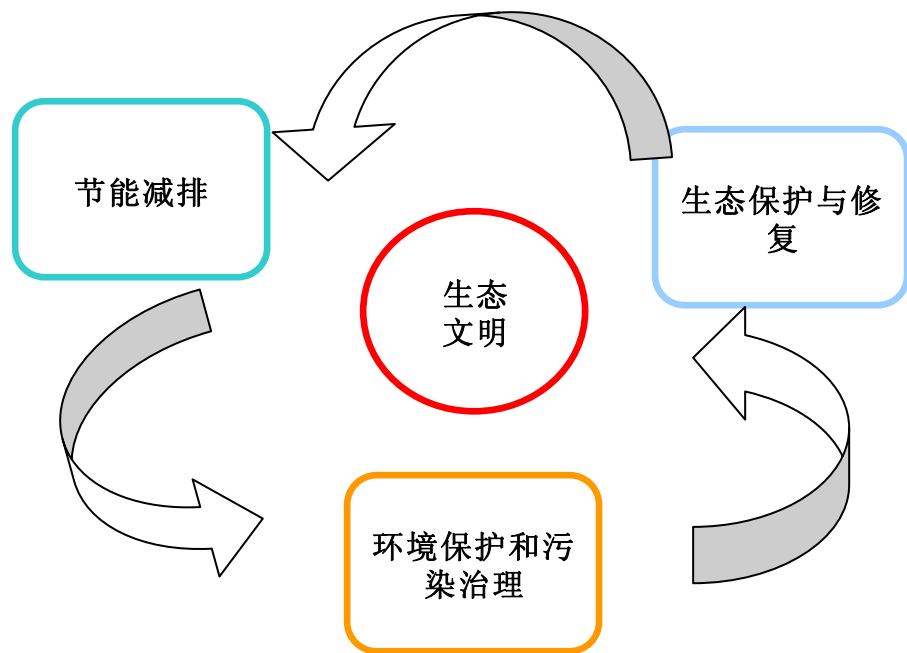 节能减排
生态保护与修
复
生态
文明
环境保护和污
染治理